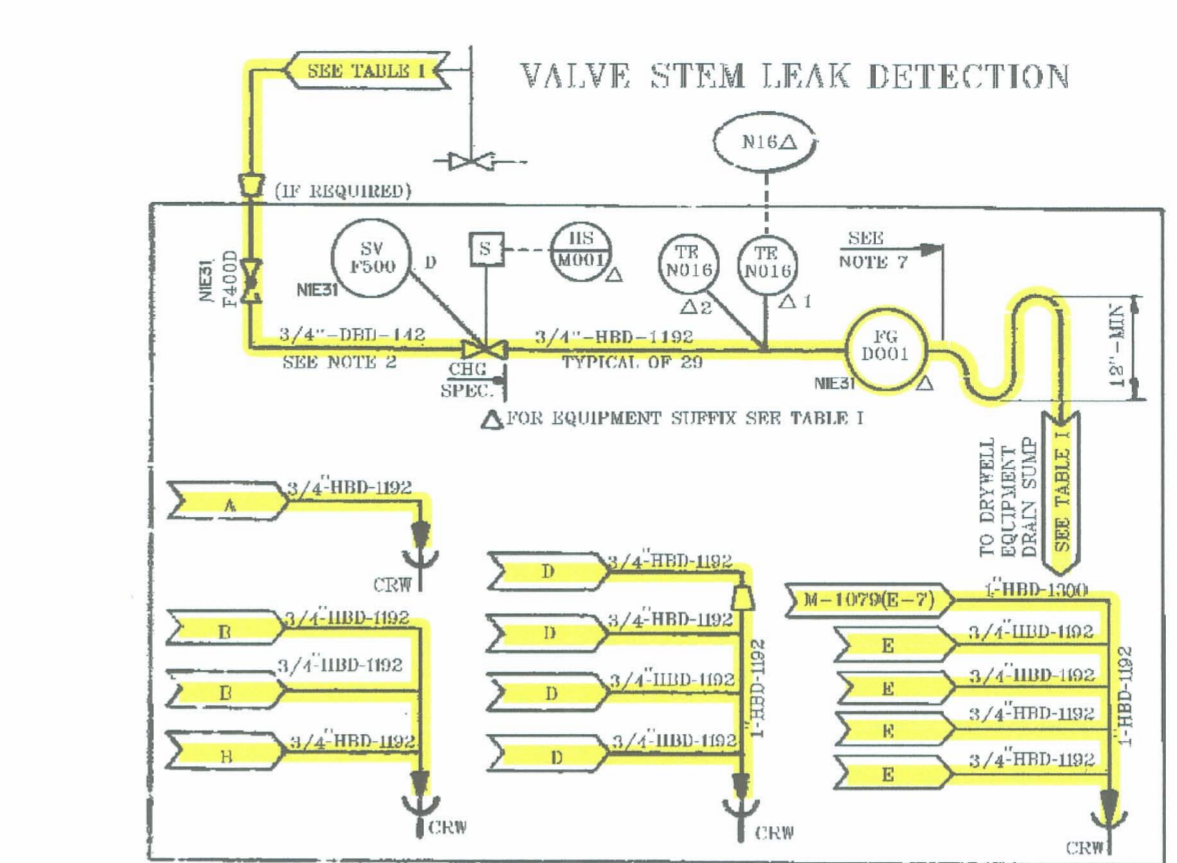 VALVE STEM LEAK DETECTION
SEE TABLE I
N16△
(IF REQUIRED)
N1E31
F400D
SV
F500
N1E31
D
S
HS
M001
△
TE
N016
△2
TE
N016
△1
SEE
NOTE 7
3/4"-DBD-142
SEE NOTE 2
3/4"-HBD-1192
TYPICAL OF 29
CHG
SPEC.
FG
D001
N1E31
△
12"-MIN
△FOR EQUIPMENT SUFFIX SEE TABLE I
TO DRYWELL
EQUIPMENT
DRAIN SUMP
SEE TABLE I
A
3/4"HBD-1192
CRW
B
3/4"HBD-1192
B
3/4"HBD-1192
B
3/4"HBD-1192
CRW
D
3/4"HBD-1192
D
3/4"HBD-1192
D
3/4"HBD-1192
D
3/4"HBD-1192
1"HBD-1192
CRW
M-1079(E-7)
1"HBD-1300
E
3/4"HBD-1192
E
3/4"HBD-1192
E
3/4"HBD-1192
E
3/4"HBD-1192
1"HBD-1192
CRW